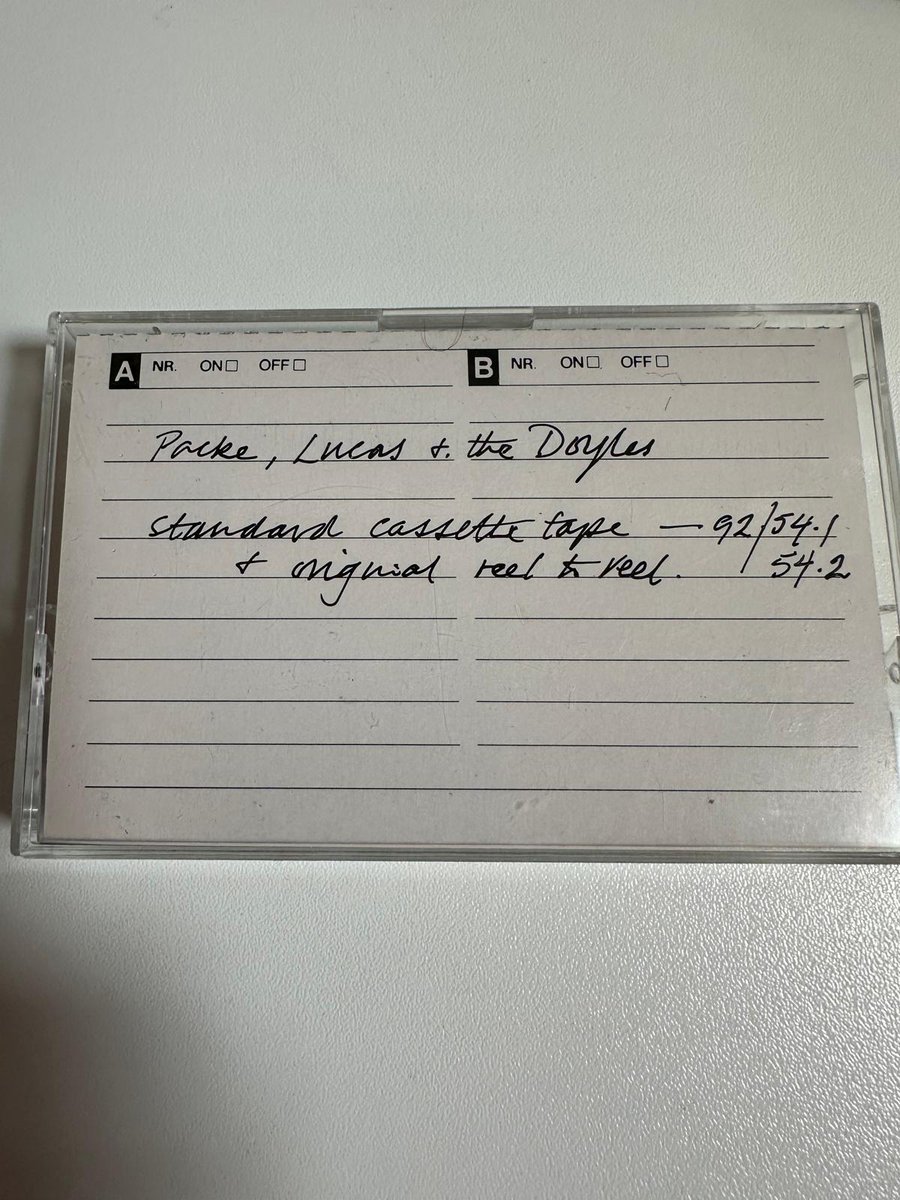 A NR. ON☐ OFF☐ B NR. ON☐ OFF☐
Packe, Lucas + the Doyles
standard cassette tape — 92/54.1
+ original reel to reel. / 54.2